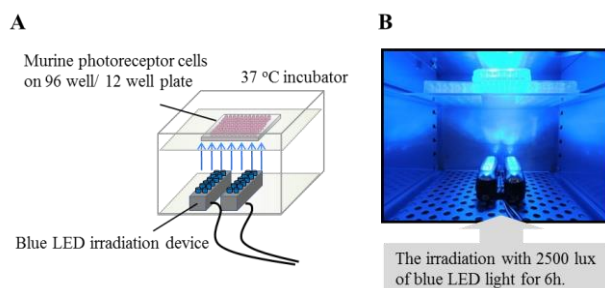 A
Murine photoreceptor cells
on 96 well/ 12 well plate
37 °C incubator
Blue LED irradiation device
B
The irradiation with 2500 lux
of blue LED light for 6h.